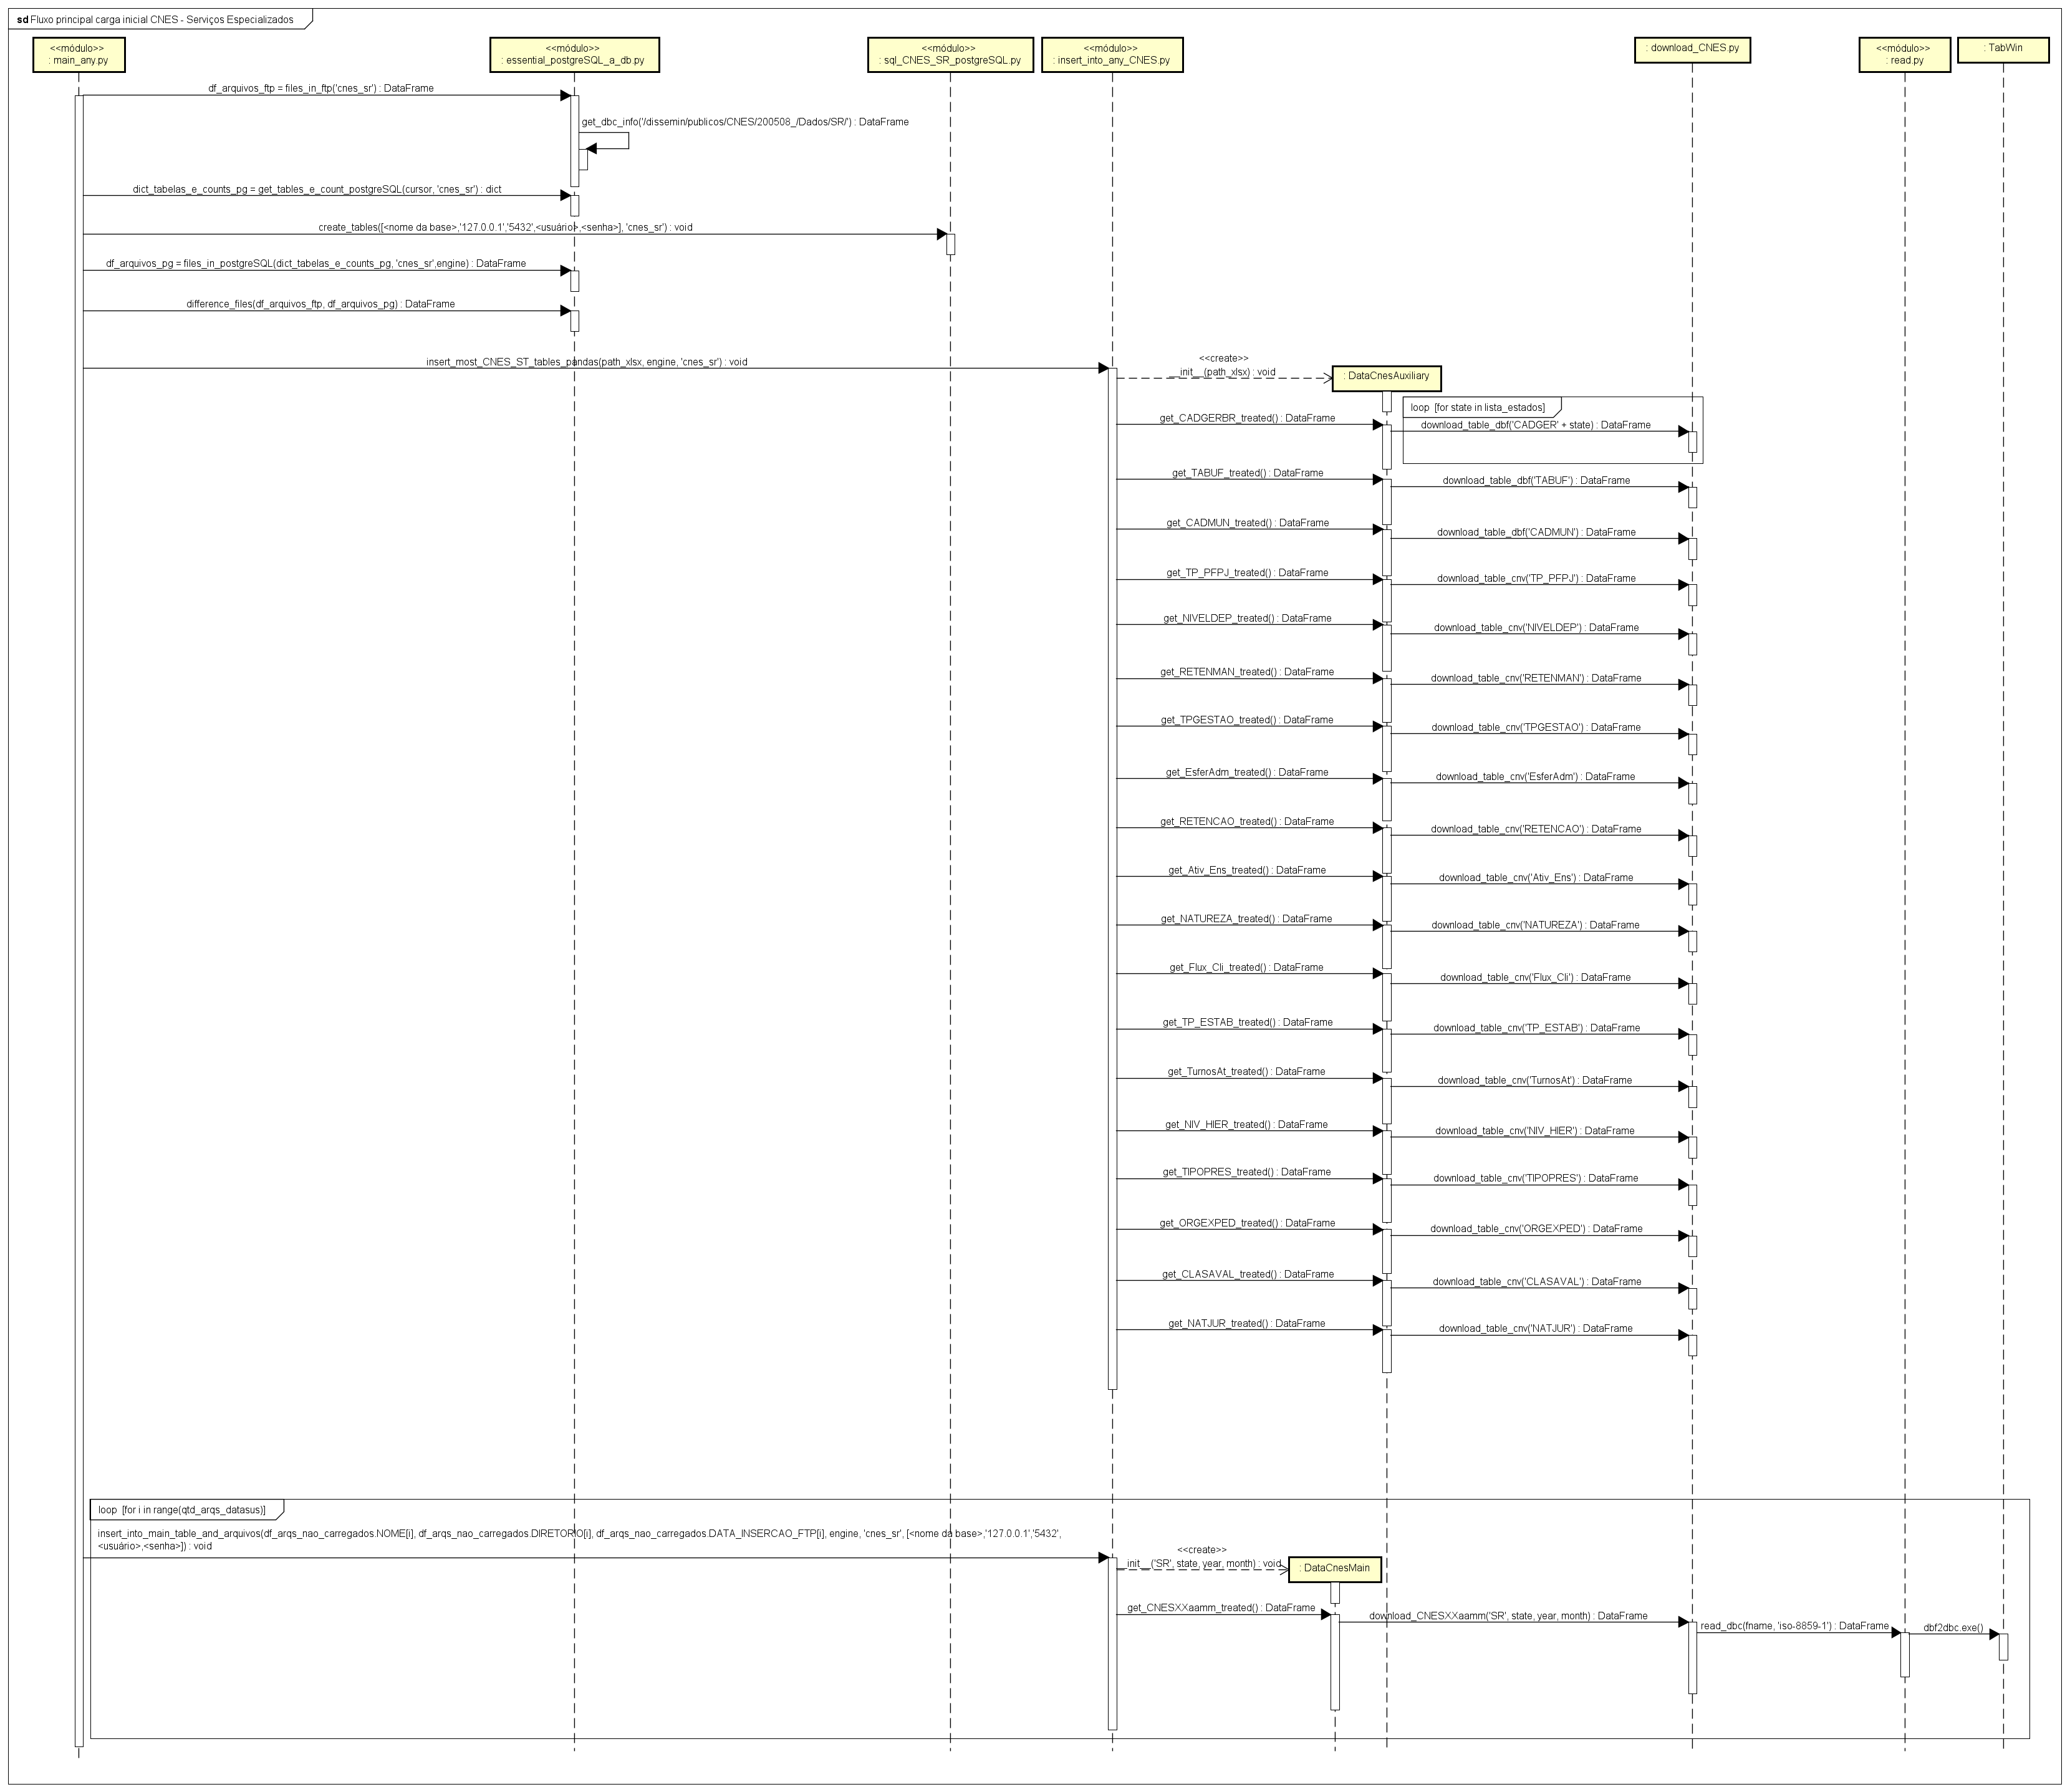 sd Fluxo principal carga inicial CNES - Serviços Especializados
<<módulo>>
: main_any.py
<<módulo>>
: essential_postgreSQL_a_db.py
<<módulo>>
: sql_CNES_SR_postgreSQL.py
<<módulo>>
: insert_into_any_CNES.py
: download_CNES.py
<<módulo>>
: read.py
: TabWin
df_arquivos_ftp = files_in_ftp('cnes_sr') : DataFrame
get_dbc_info('/dissemin/publicos/CNES/200508_/Dados/SR/') : DataFrame
dict_tabelas_e_counts_pg = get_tables_e_count_postgreSQL(cursor, 'cnes_sr') : dict
create_tables([<nome da base>,'127.0.0.1','5432',<usuário>,<senha>], 'cnes_sr') : void
df_arquivos_pg = files_in_postgreSQL(dict_tabelas_e_counts_pg, 'cnes_sr',engine) : DataFrame
difference_files(df_arquivos_ftp, df_arquivos_pg) : DataFrame
insert_most_CNES_ST_tables_pandas(path_xlsx, engine, 'cnes_sr') : void
<<create>>
__init__(path_xlsx) : void
: DataCnesAuxiliary
loop [for state in lista_estados]
get_CADGERBR_treated() : DataFrame
download_table_dbf('CADGER' + state) : DataFrame
get_TABUF_treated() : DataFrame
download_table_dbf('TABUF') : DataFrame
get_CADMUN_treated() : DataFrame
download_table_dbf('CADMUN') : DataFrame
get_TP_PFPJ_treated() : DataFrame
download_table_cnv('TP_PFPJ') : DataFrame
get_NIVELDEP_treated() : DataFrame
download_table_cnv('NIVELDEP') : DataFrame
get_RETENMAN_treated() : DataFrame
download_table_cnv('RETENMAN') : DataFrame
get_TPGESTAO_treated() : DataFrame
download_table_cnv('TPGESTAO') : DataFrame
get_EsferAdm_treated() : DataFrame
download_table_cnv('EsferAdm') : DataFrame
get_RETENCAO_treated() : DataFrame
download_table_cnv('RETENCAO') : DataFrame
get_Ativ_Ens_treated() : DataFrame
download_table_cnv('Ativ_Ens') : DataFrame
get_NATUREZA_treated() : DataFrame
download_table_cnv('NATUREZA') : DataFrame
get_Flux_Cli_treated() : DataFrame
download_table_cnv('Flux_Cli') : DataFrame
get_TP_ESTAB_treated() : DataFrame
download_table_cnv('TP_ESTAB') : DataFrame
get_TurnosAt_treated() : DataFrame
download_table_cnv('TurnosAt') : DataFrame
get_NIV_HIER_treated() : DataFrame
download_table_cnv('NIV_HIER') : DataFrame
get_TIPOPRES_treated() : DataFrame
download_table_cnv('TIPOPRES') : DataFrame
get_ORGEXPED_treated() : DataFrame
download_table_cnv('ORGEXPED') : DataFrame
get_CLASAVAL_treated() : DataFrame
download_table_cnv('CLASAVAL') : DataFrame
get_NATJUR_treated() : DataFrame
download_table_cnv('NATJUR') : DataFrame
loop [for i in range(qtd_arqs_datasus)]
insert_into_main_table_and_arquivos(df_arqs_nao_carregados.NOME[i], df_arqs_nao_carregados.DIRETORIO[i], df_arqs_nao_carregados.DATA_INSERCAO_FTP[i], engine, 'cnes_sr', [<nome da base>,'127.0.0.1','5432',
<usuário>,<senha>]) : void
<<create>>
__init__('SR', state, year, month) : void
: DataCnesMain
get_CNESXXaamm_treated() : DataFrame
download_CNESXXaamm('SR', state, year, month) : DataFrame
read_dbc(fname, 'iso-8859-1') : DataFrame
dbf2dbc.exe()